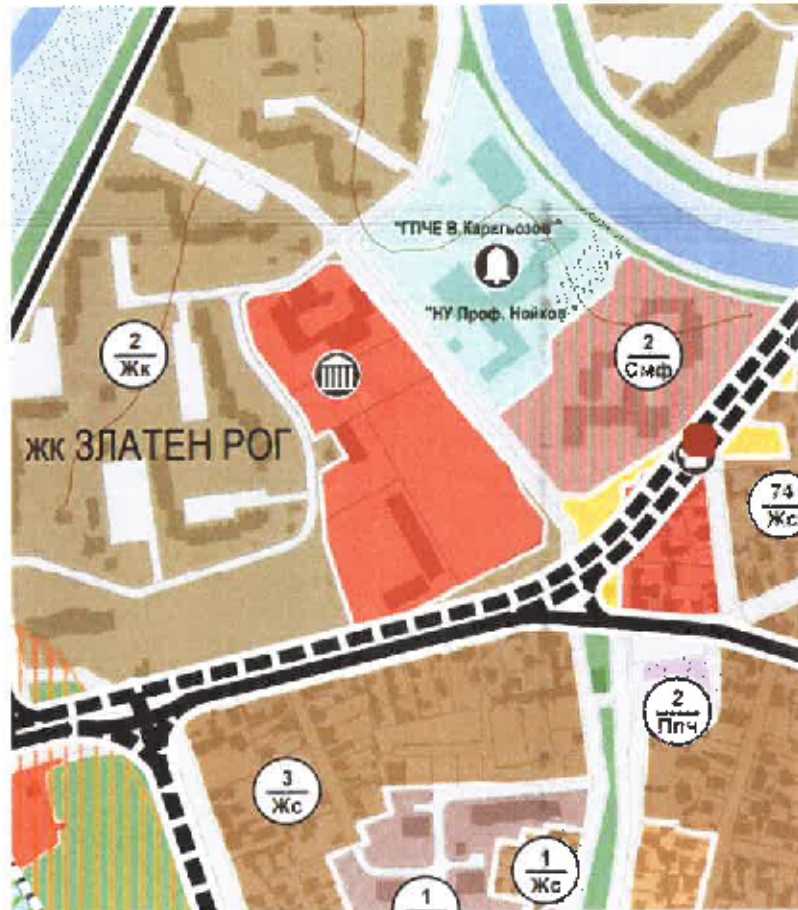 "ГПЧЕ В.Карагьозов"
"НУ Проф. Нойков"
2
Жк
2
Смф
жк ЗЛАТЕН РОГ
74
Жс
2
Ппч
3
Жс
1
Жс
1